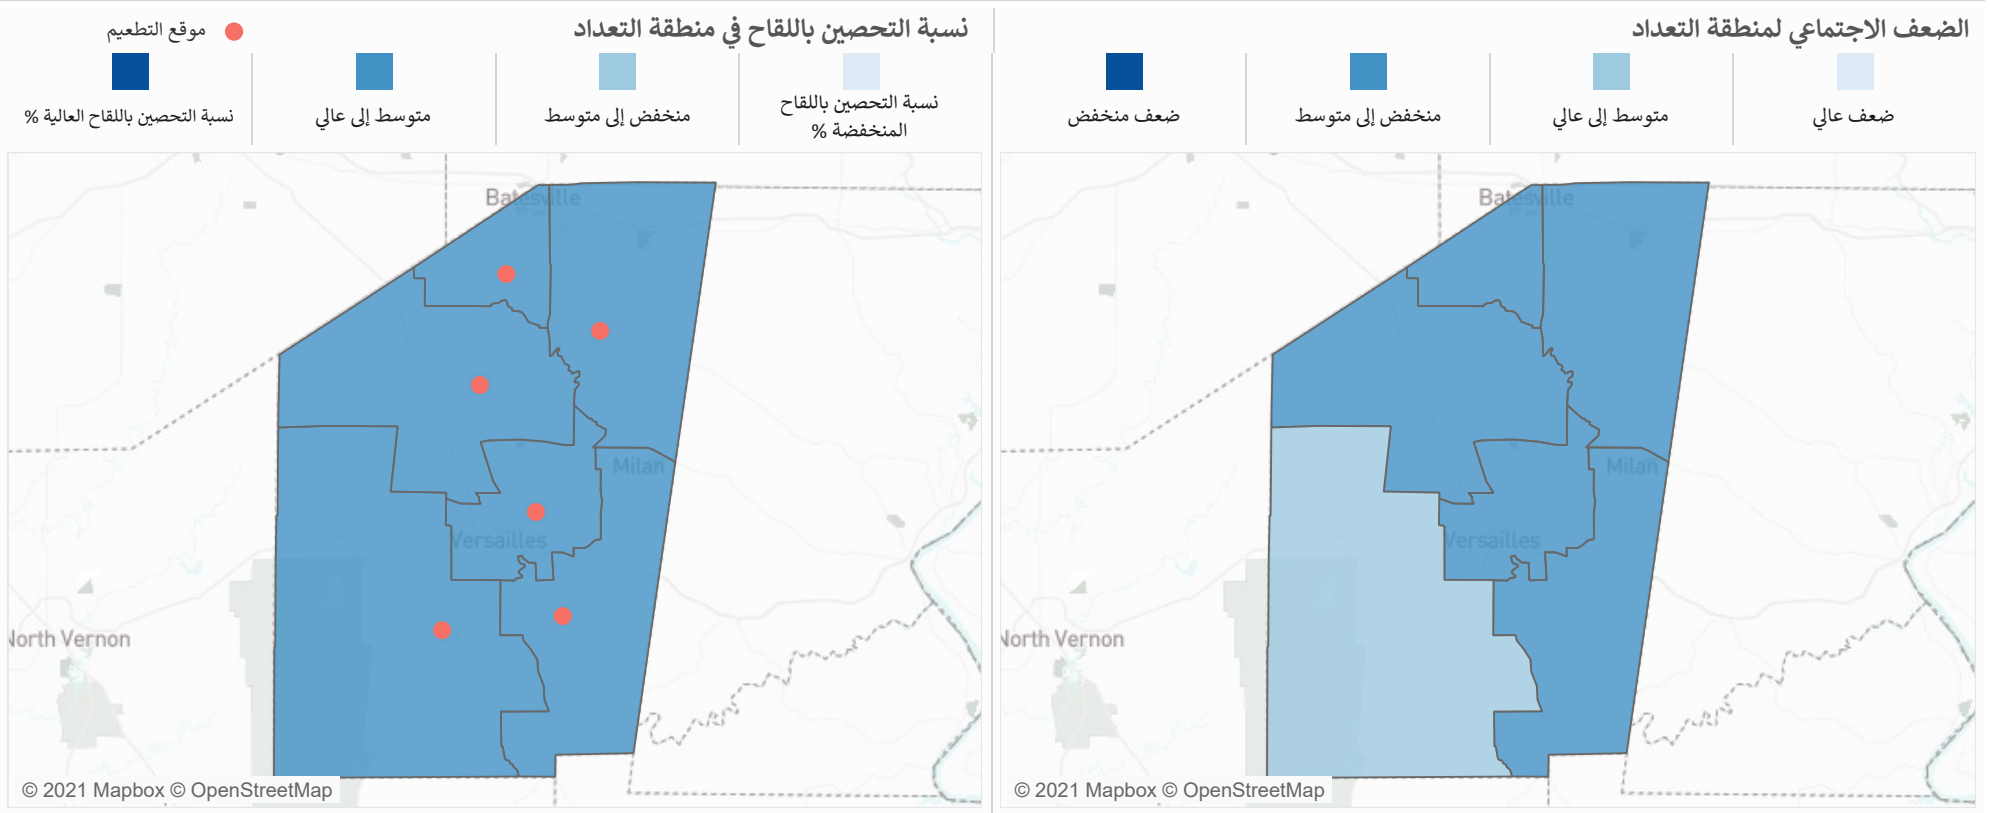 الضعف الاجتماعي لمنطقة التعداد
ضعف عالي
متوسط إلى عالي
منخفض إلى متوسط
ضعف منخفض
Batesville
Milan
Versailles
North Vernon
© 2021 Mapbox © OpenStreetMap
نسبة التحصين باللقاح في منطقة التعداد
موقع التطعيم
نسبة التحصين باللقاح
المنخفضة %
منخفض إلى متوسط
متوسط إلى عالي
نسبة التحصين باللقاح العالية %
Batesville
Milan
Versailles
North Vernon
© 2021 Mapbox © OpenStreetMap